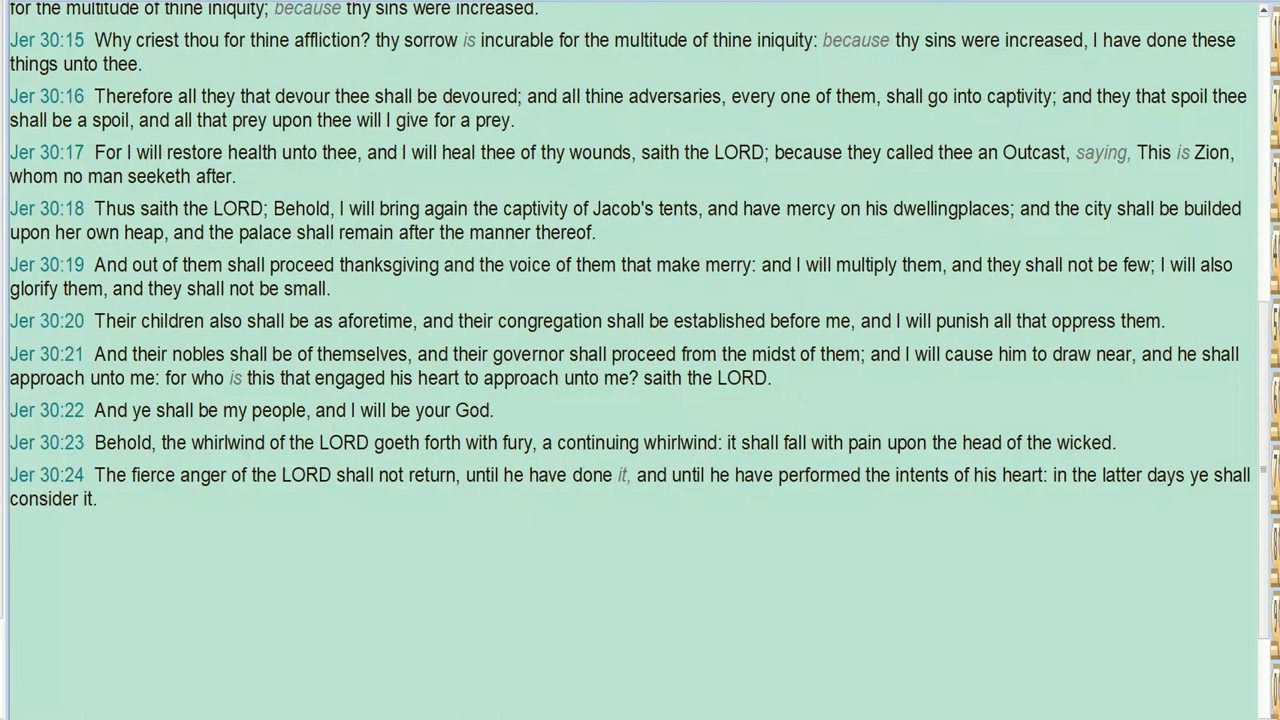 for the multitude of thine iniquity; because thy sins were increased.
Jer 30:15 Why criest thou for thine affliction? thy sorrow is incurable for the multitude of thine iniquity: because thy sins were increased, I have done these
things unto thee.
Jer 30:16 Therefore all they that devour thee shall be devoured; and all thine adversaries, every one of them, shall go into captivity; and they that spoil thee
shall be a spoil, and all that prey upon thee will I give for a prey.
Jer 30:17 For I will restore health unto thee, and I will heal thee of thy wounds, saith the LORD; because they called thee an Outcast, saying, This is Zion,
whom no man seeketh after.
Jer 30:18 Thus saith the LORD; Behold, I will bring again the captivity of Jacob's tents, and have mercy on his dwellingplaces; and the city shall be builded
upon her own heap, and the palace shall remain after the manner thereof.
Jer 30:19 And out of them shall proceed thanksgiving and the voice of them that make merry: and I will multiply them, and they shall not be few; I will also
glorify them, and they shall not be small.
Jer 30:20 Their children also shall be as aforetime, and their congregation shall be established before me, and I will punish all that oppress them.
Jer 30:21 And their nobles shall be of themselves, and their governor shall proceed from the midst of them; and I will cause him to draw near, and he shall
approach unto me: for who is this that engaged his heart to approach unto me? saith the LORD.
Jer 30:22 And ye shall be my people, and I will be your God.
Jer 30:23 Behold, the whirlwind of the LORD goeth forth with fury, a continuing whirlwind: it shall fall with pain upon the head of the wicked.
Jer 30:24 The fierce anger of the LORD shall not return, until he have done it, and until he have performed the intents of his heart: in the latter days ye shall
consider it.